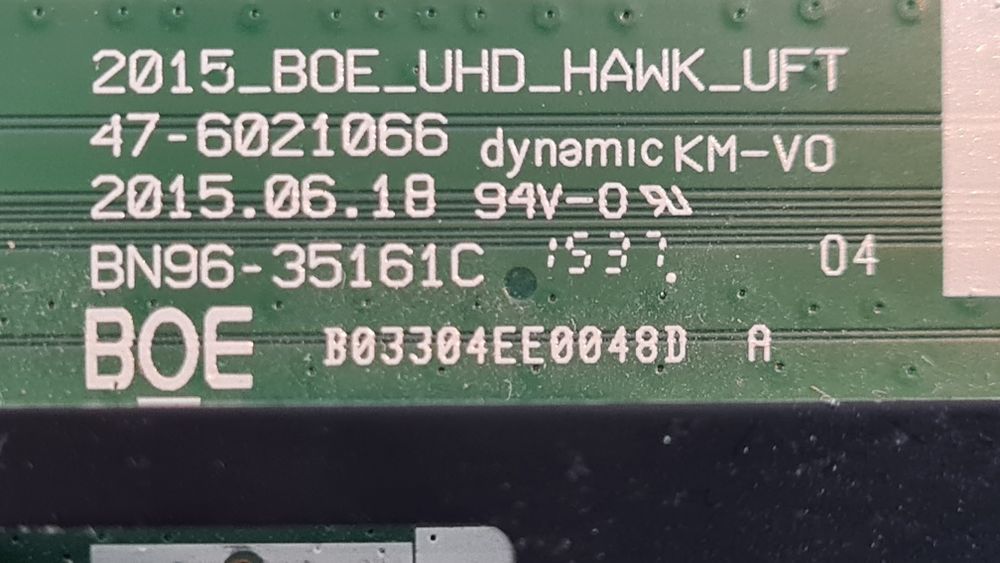 2015_BOE_UHD_HAWK_UFT
47-6021066 dynamic KM-V0
2015.06.18 94V-0
BN96-35161C 1537. 04
BOE B03304EE0048D A